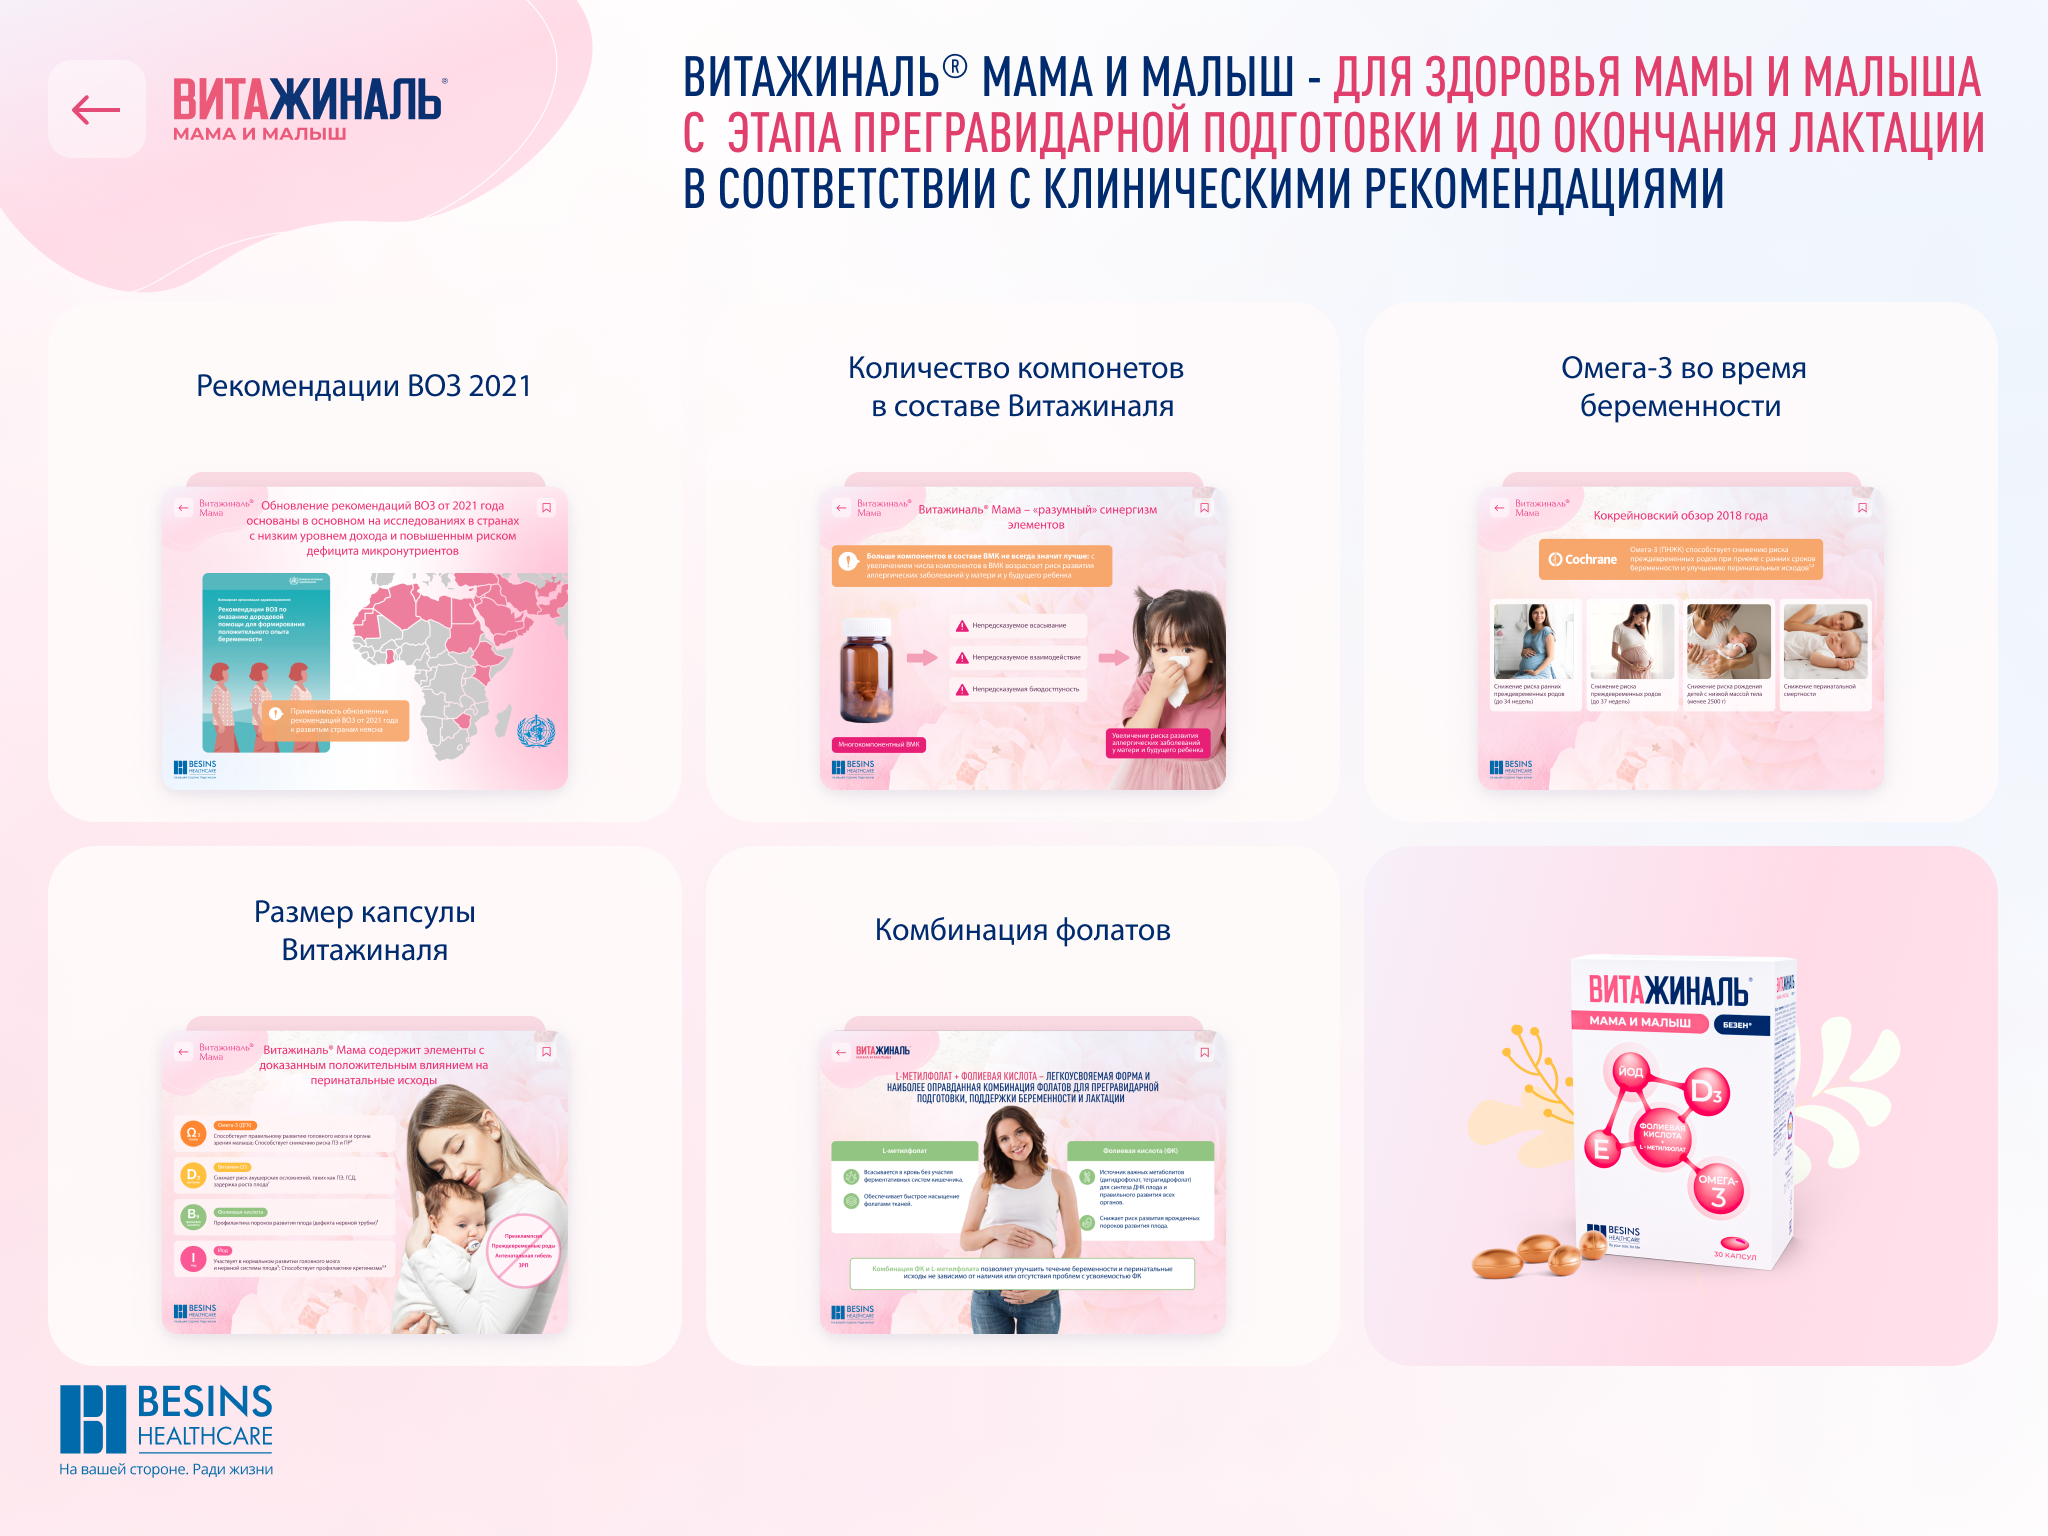 ВИТАЖИНАЛЬ®
МАМА И МАЛЫШ
ВИТАЖИНАЛЬ® МАМА И МАЛЫШ - ДЛЯ ЗДОРОВЬЯ МАМЫ И МАЛЫША
С ЭТАПА ПРЕГРАВИДАРНОЙ ПОДГОТОВКИ И ДО ОКОНЧАНИЯ ЛАКТАЦИИ
В СООТВЕТСТВИИ С КЛИНИЧЕСКИМИ РЕКОМЕНДАЦИЯМИ
Рекомендации ВОЗ 2021
Витажиналь®
Мама
Обновление рекомендаций ВОЗ от 2021 года
основаны в основном на исследованиях в странах
с низким уровнем дохода и повышенным риском
дефицита микронутриентов
Рекомендации ВОЗ по
оказанию дородовой
помощи для формирования
положительного опыта
беременности
Применимость обновленных
рекомендаций ВОЗ от 2021 года
к развитым странам неясна
BESINS
HEALTHCARE
Количество компонетов
в составе Витажиналя
Витажиналь®
Мама
Витажиналь® Мама – «разумный» синергизм
элементов
Больше компонентов в составе ВМК не всегда значит лучше: с
увеличением числа компонентов в ВМК возрастает риск развития
аллергических заболеваний у матери и у будущего ребенка
Непредсказуемое всасывание
Непредсказуемое взаимодействие
Непредсказуемая биодостпуность
Многокомпонентный ВМК
Увеличение риска развития
аллергических заболеваний
у матери и будущего ребенка
BESINS
HEALTHCARE
Омега-3 во время
беременности
Витажиналь®
Мама
Кокрейновский обзор 2018 года
Cochrane
Омега-3 (ПНЖК) способствует снижению риска
преждевременных родов при приеме с ранних сроков
беременности и улучшению перинатальных исходов
Снижение риска ранних
преждевременных родов
(до 34 недель)
Снижение риска
преждевременных родов
(до 37 недель)
Снижение риска рождения
детей с низкой массой тела
(менее 2500 г)
Снижение перинатальной
смертности
BESINS
HEALTHCARE
Размер капсулы
Витажиналя
Витажиналь®
Мама
Витажиналь® Мама содержит элементы с
доказанным положительным влиянием на
перинатальные исходы
Омега-3 (ДГК)
Способствует правильному развитию головного мозга и органа
зрения малыша; Способствует снижению риска ПЭ и ПР
Снижает риск акушерских осложнений, таких как ПЭ, ГСД,
задержка роста плода
Фолиевая кислота
Профилактика пороков развития плода (дефекта нервной трубки)
Йод
Участвует в нормальном развитии головного мозга
и нервной системы плода; Способствует профилактике кретинизма
Преэклампсия
Преждевременные роды
Антенатальная гибель
ЗРП
BESINS
HEALTHCARE
Комбинация фолатов
ВИТАЖИНАЛЬ
L-МЕТИЛФОЛАТ + ФОЛИЕВАЯ КИСЛОТА – ЛЕГКОУСВОЯЕМАЯ ФОРМА И
НАИБОЛЕЕ ОПРАВДАННАЯ КОМБИНАЦИЯ ФОЛАТОВ ДЛЯ ПРЕГРАВИДАРНОЙ
ПОДГОТОВКИ, ПОДДЕРЖКИ БЕРЕМЕННОСТИ И ЛАКТАЦИИ
L-метилфолат
Всасывается в кровь без участия
ферментативных систем кишечника.
Обеспечивает быстрое насыщение
фолатами тканей.
Фолиевая кислота (ФК)
Источник важных метаболитов
(дигидрофолат, тетрагидрофолат)
для синтеза ДНК плода и
правильного развития всех
органов.
Снижает риск развития врожденных
пороков развития плода.
Комбинация ФК и L-метилфолата позволяет улучшить течение беременности и перинатальные
исходы не зависимо от наличия или отсутствия проблем с усвояемостью ФК
BESINS
HEALTHCARE
ВИТАЖИНАЛЬ®
МАМА И МАЛЫШ
БЕЗЕН®
ЙОД
D3
ФОЛИЕВАЯ
КИСЛОТА
+
L-МЕТИЛФОЛАТ
E
ОМЕГА-
3
BESINS
HEALTHCARE
30 КАПСУЛ
BESINS
HEALTHCARE
На вашей стороне. Ради жизни